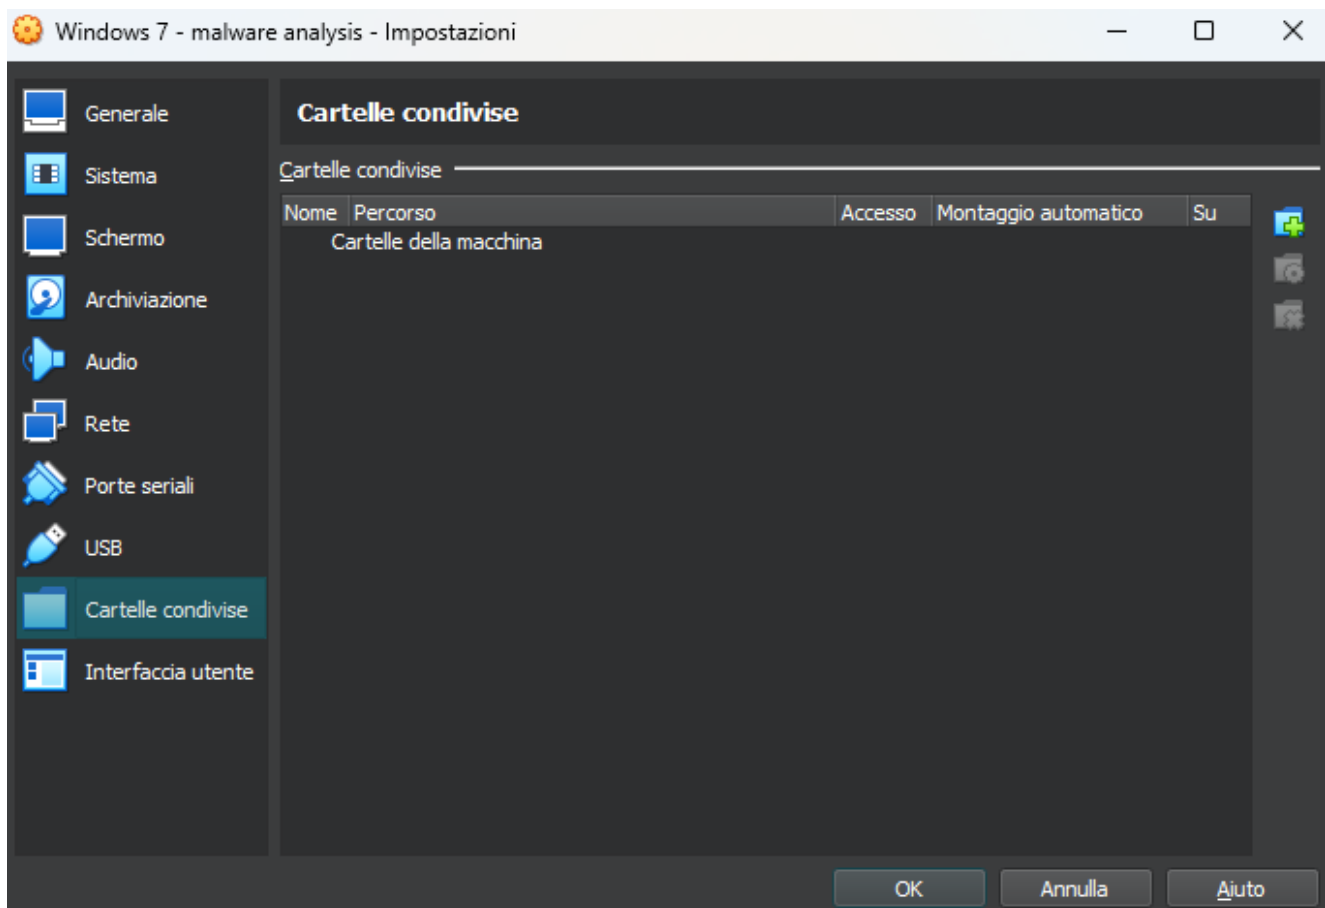 Windows 7 - malware analysis - Impostazioni
Generale
Sistema
Schermo
Archiviazione
Audio
Rete
Porte seriali
USB
Cartelle condivise
Interfaccia utente
Cartelle condivise
Cartelle condivise
Nome Percorso Accesso Montaggio automatico Su
Cartelle della macchina
OK Annulla Aiuto